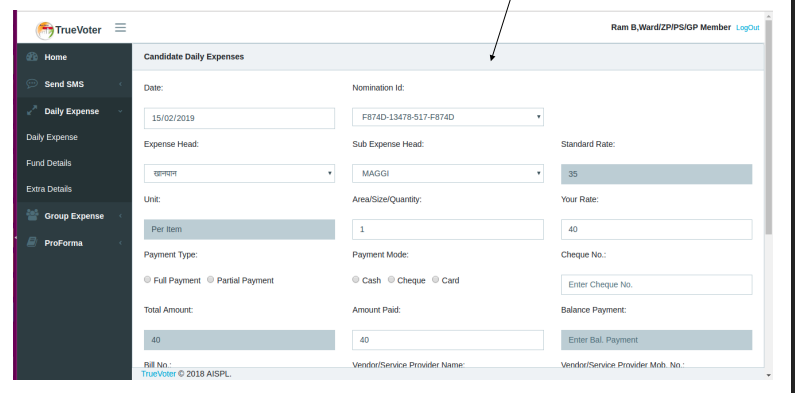 TrueVoter
Ram B,Ward/ZP/PS/GP Member LogOut
Home
Send SMS
Daily Expense
Daily Expense
Fund Details
Extra Details
Group Expense
ProForma
Candidate Daily Expenses
Date: Nomination Id:
15/02/2019 F874D-13478-517-F874D
Expense Head: Sub Expense Head: Standard Rate:
खानपान MAGGI 35
Unit: Area/Size/Quantity: Your Rate:
Per Item 1 40
Payment Type: Payment Mode: Cheque No.:
Full Payment Partial Payment Cash Cheque Card Enter Cheque No.
Total Amount: Amount Paid: Balance Payment:
40 40 Enter Bal. Payment
Bill No.: Vendor/Service Provider Name: Vendor/Service Provider Mob. No.:
TrueVoter © 2018 AISPL.